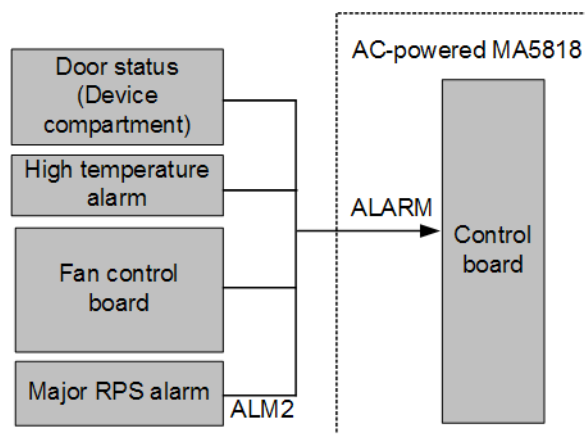 Door status
(Device
compartment)
High temperature
alarm
Fan control
board
Major RPS alarm
ALM2
AC-powered MA5818
ALARM
Control
board